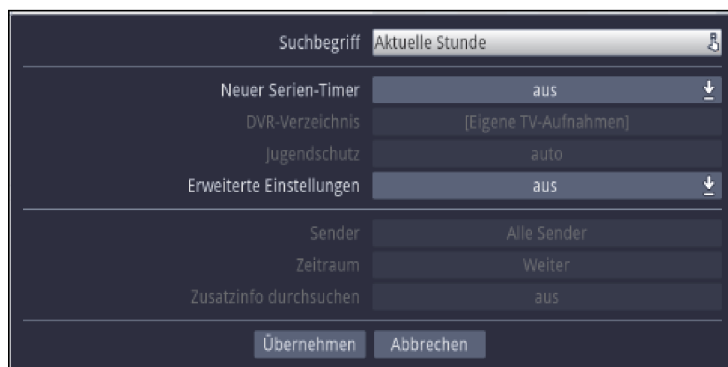 Suchbegriff Aktuelle Stunde
Neuer Serien-Timer aus
DVR-Verzeichnis [Eigene TV-Aufnahmen]
Jugendschutz auto
Erweiterte Einstellungen aus
Sender Alle Sender
Zeitraum Weiter
Zusatzinfo durchsuchen aus
Übernehmen Abbrechen